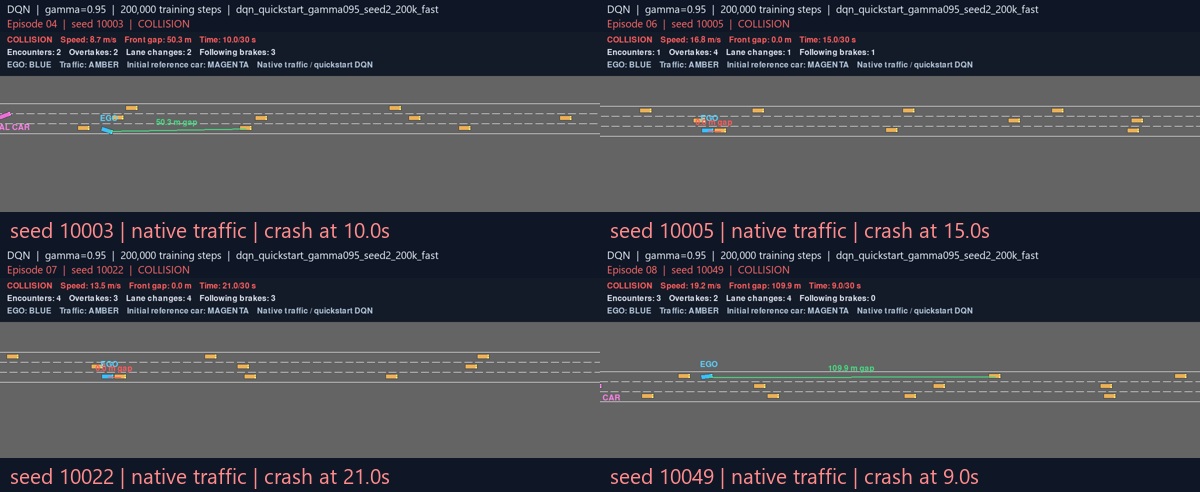 DQN | gamma=0.95 | 200,000 training steps | dqn_quickstart_gamma095_seed2_200k_fast
Episode 04 | seed 10003 | COLLISION
COLLISION Speed: 8.7 m/s Front gap: 50.3 m Time: 10.0/30 s
Encounters: 2 Overtakes: 2 Lane changes: 2 Following brakes: 3
EGO: BLUE Traffic: AMBER Initial reference car: MAGENTA Native traffic / quickstart DQN
EGO
50.3 m gap
AL CAR
seed 10003 | native traffic | crash at 10.0s
DQN | gamma=0.95 | 200,000 training steps | dqn_quickstart_gamma095_seed2_200k_fast
Episode 06 | seed 10005 | COLLISION
COLLISION Speed: 16.8 m/s Front gap: 0.0 m Time: 15.0/30 s
Encounters: 1 Overtakes: 4 Lane changes: 1 Following brakes: 1
EGO: BLUE Traffic: AMBER Initial reference car: MAGENTA Native traffic / quickstart DQN
EGO
m gap
seed 10005 | native traffic | crash at 15.0s
DQN | gamma=0.95 | 200,000 training steps | dqn_quickstart_gamma095_seed2_200k_fast
Episode 07 | seed 10022 | COLLISION
COLLISION Speed: 13.5 m/s Front gap: 0.0 m Time: 21.0/30 s
Encounters: 4 Overtakes: 3 Lane changes: 4 Following brakes: 3
EGO: BLUE Traffic: AMBER Initial reference car: MAGENTA Native traffic / quickstart DQN
EGO
m gap
seed 10022 | native traffic | crash at 21.0s
DQN | gamma=0.95 | 200,000 training steps | dqn_quickstart_gamma095_seed2_200k_fast
Episode 08 | seed 10049 | COLLISION
COLLISION Speed: 19.2 m/s Front gap: 109.9 m Time: 9.0/30 s
Encounters: 3 Overtakes: 2 Lane changes: 4 Following brakes: 0
EGO: BLUE Traffic: AMBER Initial reference car: MAGENTA Native traffic / quickstart DQN
EGO
109.9 m gap
CAR
seed 10049 | native traffic | crash at 9.0s